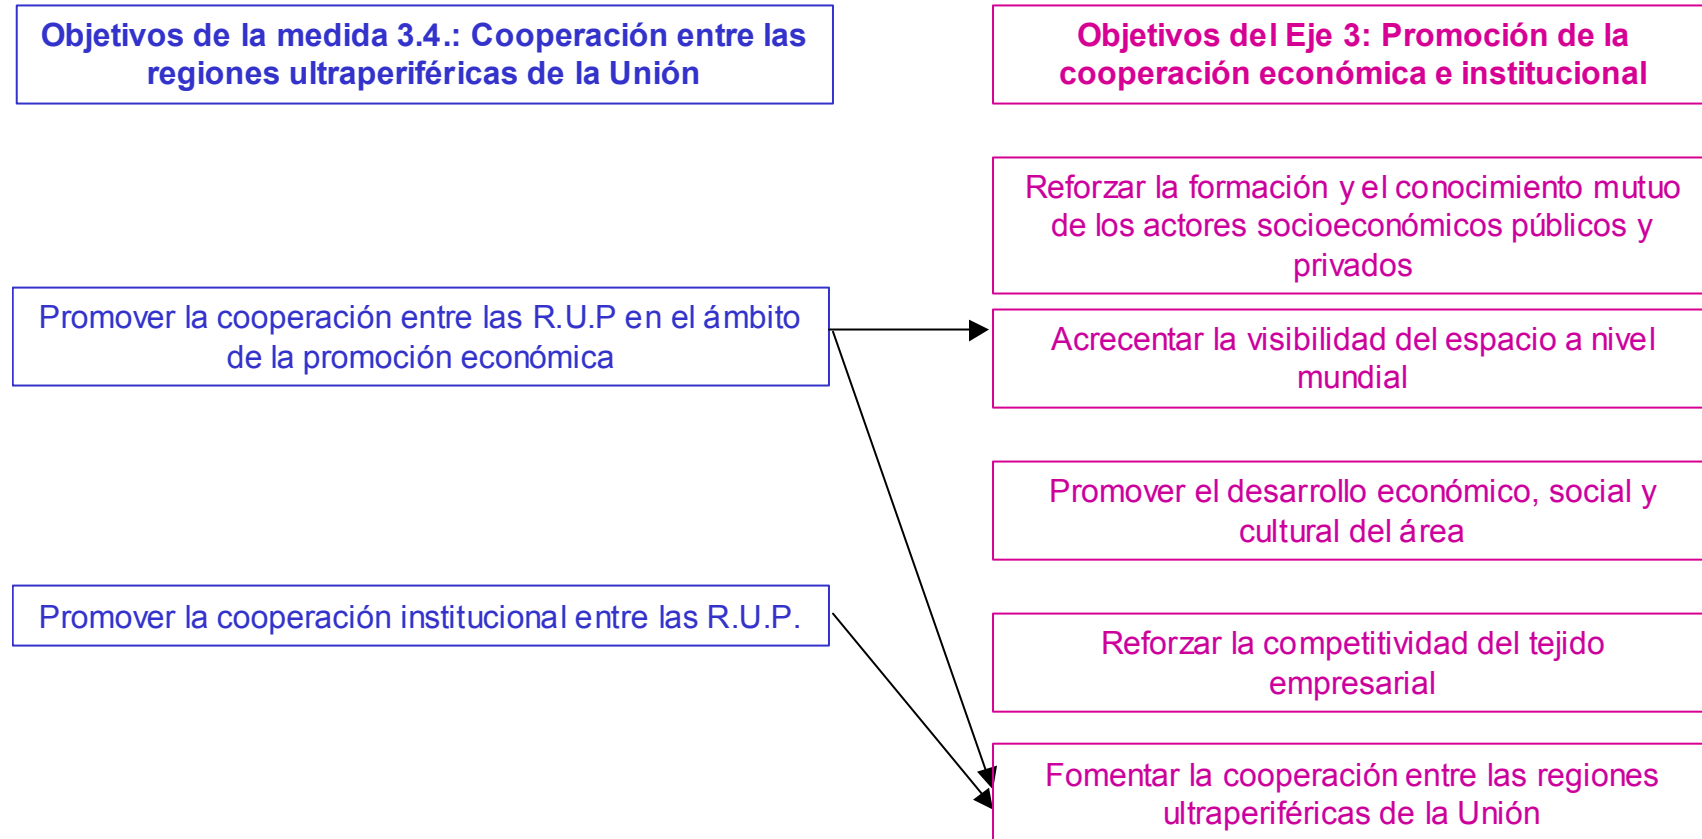 Objetivos de la medida 3.4.: Cooperación entre las
regiones ultraperiféricas de la Unión
Objetivos del Eje 3: Promoción de la
cooperación económica e institucional
Reforzar la formación y el conocimiento mutuo
de los actores socioeconómicos públicos y
privados
Promover la cooperación entre las R.U.P en el ámbito
de la promoción económica
Acrecentar la visibilidad del espacio a nivel
mundial
Promover el desarrollo económico, social y
cultural del área
Promover la cooperación institucional entre las R.U.P.
Reforzar la competitividad del tejido
empresarial
Fomentar la cooperación entre las regiones
ultraperiféricas de la Unión